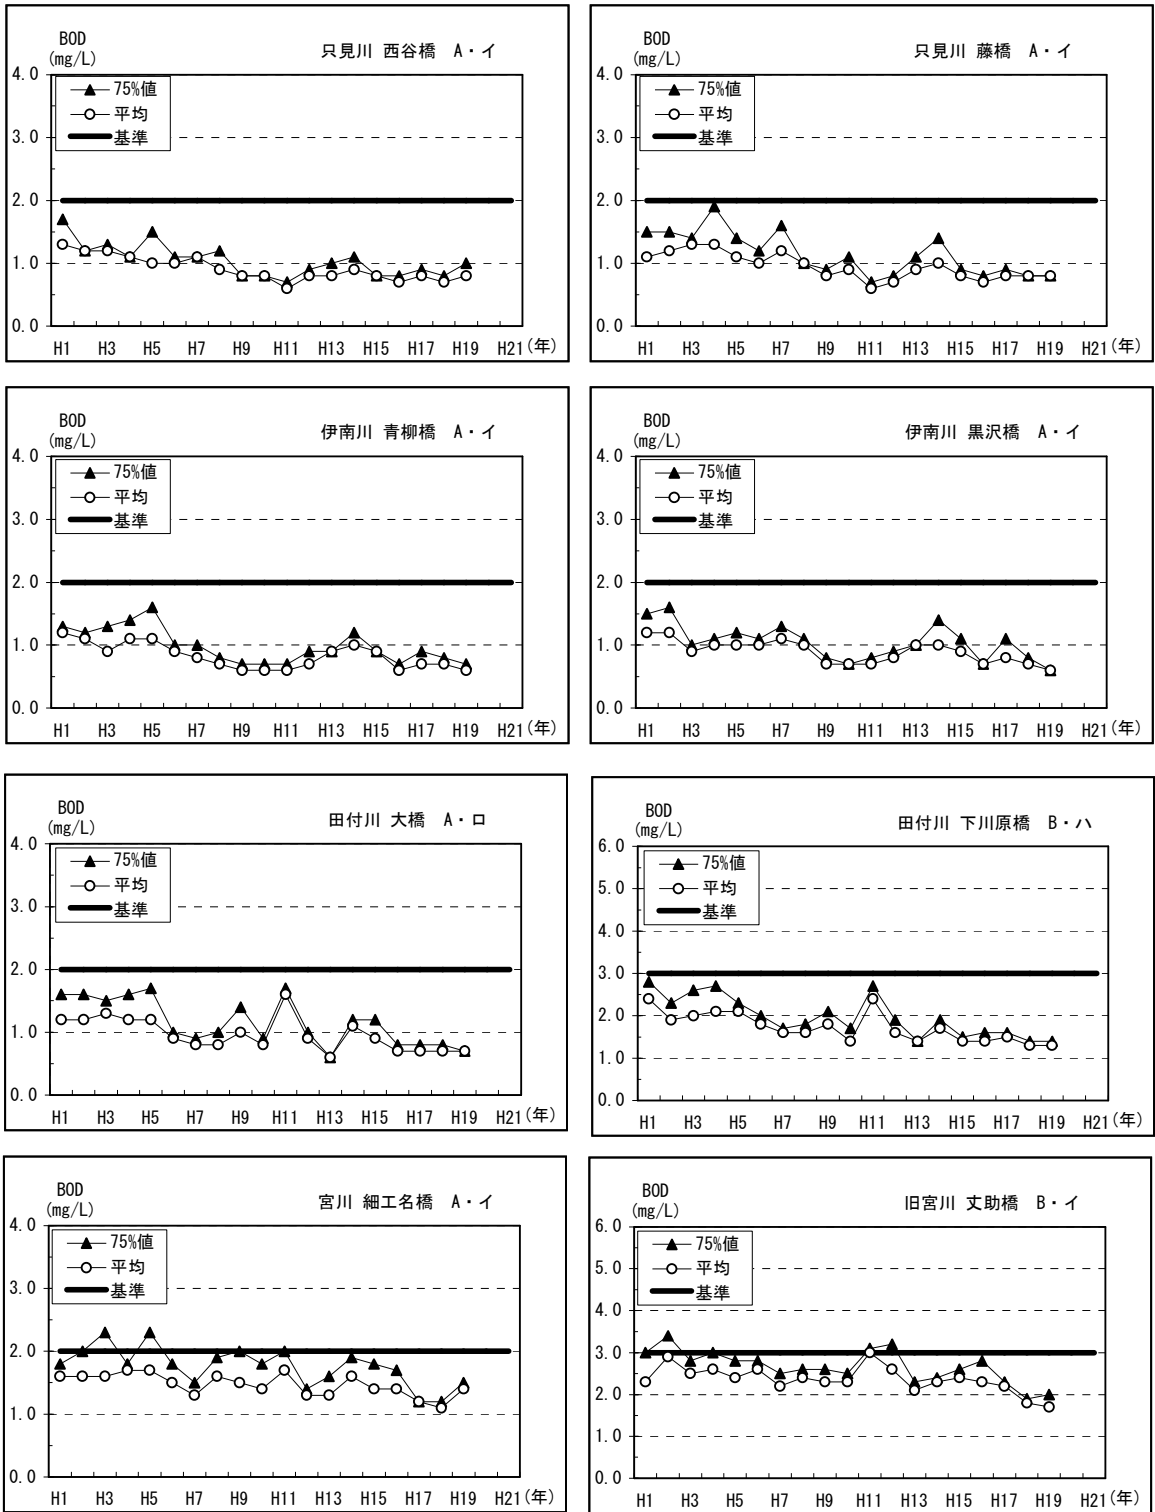 BOD
(mg/L)
只見川 西谷橋 A・イ
4.0
75%値
平均
基準
3.0
2.0
1.0
0.0
H1 H3 H5 H7 H9 H11 H13 H15 H17 H19 H21(年)
BOD
(mg/L)
只見川 藤橋 A・イ
4.0
75%値
平均
基準
3.0
2.0
1.0
0.0
H1 H3 H5 H7 H9 H11 H13 H15 H17 H19 H21(年)
BOD
(mg/L)
伊南川 青柳橋 A・イ
4.0
75%値
平均
基準
3.0
2.0
1.0
0.0
H1 H3 H5 H7 H9 H11 H13 H15 H17 H19 H21(年)
BOD
(mg/L)
伊南川 黒沢橋 A・イ
4.0
75%値
平均
基準
3.0
2.0
1.0
0.0
H1 H3 H5 H7 H9 H11 H13 H15 H17 H19 H21(年)
BOD
(mg/L)
田付川 大橋 A・ロ
4.0
75%値
平均
基準
3.0
2.0
1.0
0.0
H1 H3 H5 H7 H9 H11 H13 H15 H17 H19 H21(年)
BOD
(mg/L)
田付川 下川原橋 B・ハ
6.0
75%値
5.0
平均
基準
4.0
3.0
2.0
1.0
0.0
H1 H3 H5 H7 H9 H11 H13 H15 H17 H19 H21(年)
BOD
(mg/L)
宮川 細工名橋 A・イ
4.0
75%値
平均
基準
3.0
2.0
1.0
0.0
H1 H3 H5 H7 H9 H11 H13 H15 H17 H19 H21(年)
BOD
(mg/L)
旧宮川 丈助橋 B・イ
6.0
75%値
5.0
平均
基準
4.0
3.0
2.0
1.0
0.0
H1 H3 H5 H7 H9 H11 H13 H15 H17 H19 H21(年)